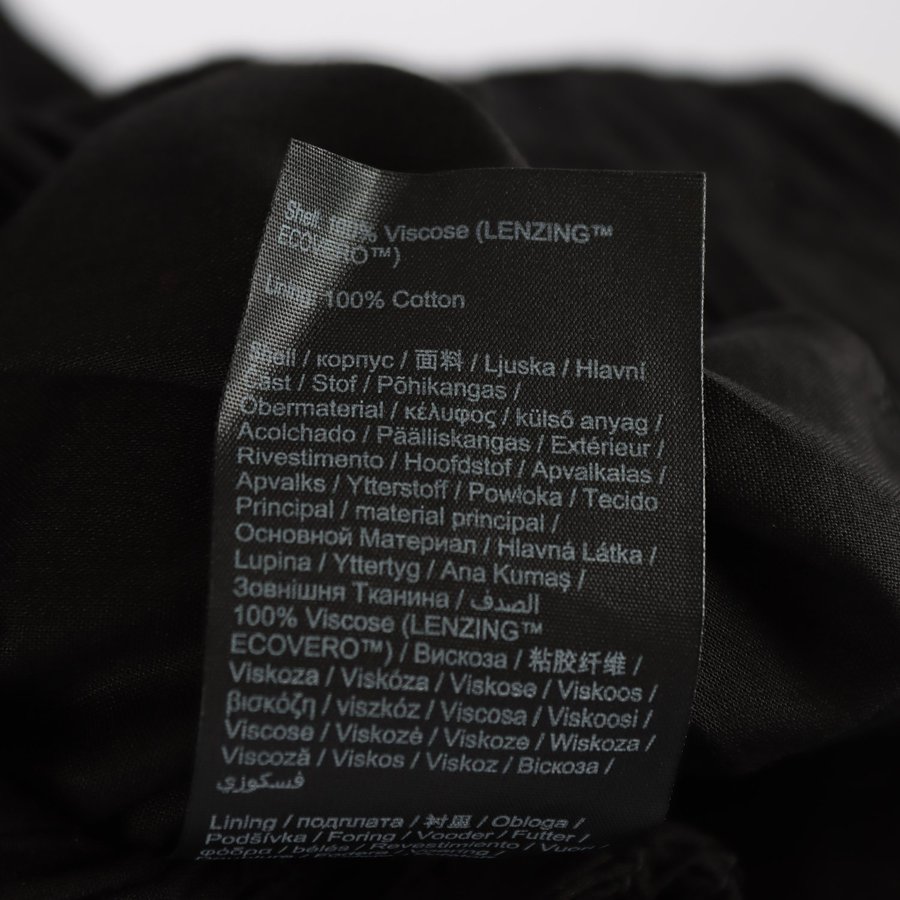 Shell: 100% Viscose (LENZING™
ECOVERO™)
Lining: 100% Cotton
Shell / корпус / 面料 / Ljuska / Hlavní
část / Stof / Põhikangas /
Obermaterial / κέλυφος / külső anyag /
Acolchado / Päälliskangas / Extérieur /
Rivestimento / Hoofdstof / Apvalkalas /
Apvalks / Ytterstoff / Powłoka / Tecido
Principal / material principal /
Основной Материал / Hlavná Látka /
Lupina / Yttertyg / Ana Kumaş /
Зовнішня Тканина / الصدف
100% Viscose (LENZING™
ECOVERO™) / Вискоза / 粘胶纤维 /
Viskoza / Viskóza / Viskose / Viskoos /
βισκόζη / viszkóz / Viscosa / Viskoosi /
Viscose / Viskozė / Viskoze / Wiskoza /
Viscoză / Viskos / Viskoz / Віскоза /
فسكوزي
Lining / подплата / 衬里 / Obloga /
Podšívka / Foring / Vooder / Futter /
φόδρα / bélés / Revestimiento / Vuori